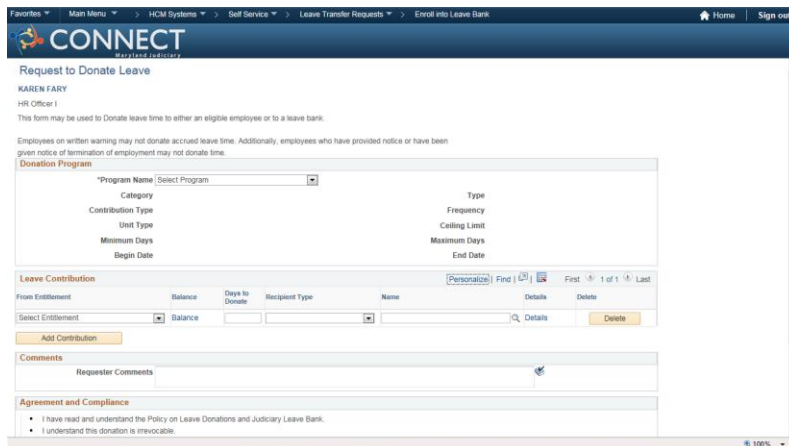 Favorites Main Menu > HCM Systems > Self Service > Leave Transfer Requests > Enroll into Leave Bank Home Sign out
CONNECT
Maryland Judiciary
Request to Donate Leave
KAREN FARY
HR Officer I
This form may be used to Donate leave time to either an eligible employee or to a leave bank.
Employees on written warning may not donate accrued leave time. Additionally, employees who have provided notice or have been
given notice of termination of employment may not donate time.
Donation Program
*Program Name Select Program
Category Type
Contribution Type Frequency
Unit Type Ceiling Limit
Minimum Days Maximum Days
Begin Date End Date
Leave Contribution Personalize | Find | | First 1 of 1 Last
From Entitlement Balance Days to Donate Recipient Type Name Details Delete
Select Entitlement Balance Details Delete
Add Contribution
Comments
Requester Comments
Agreement and Compliance
▪ I have read and understand the Policy on Leave Donations and Judiciary Leave Bank.
▪ I understand this donation is irrevocable.
100%